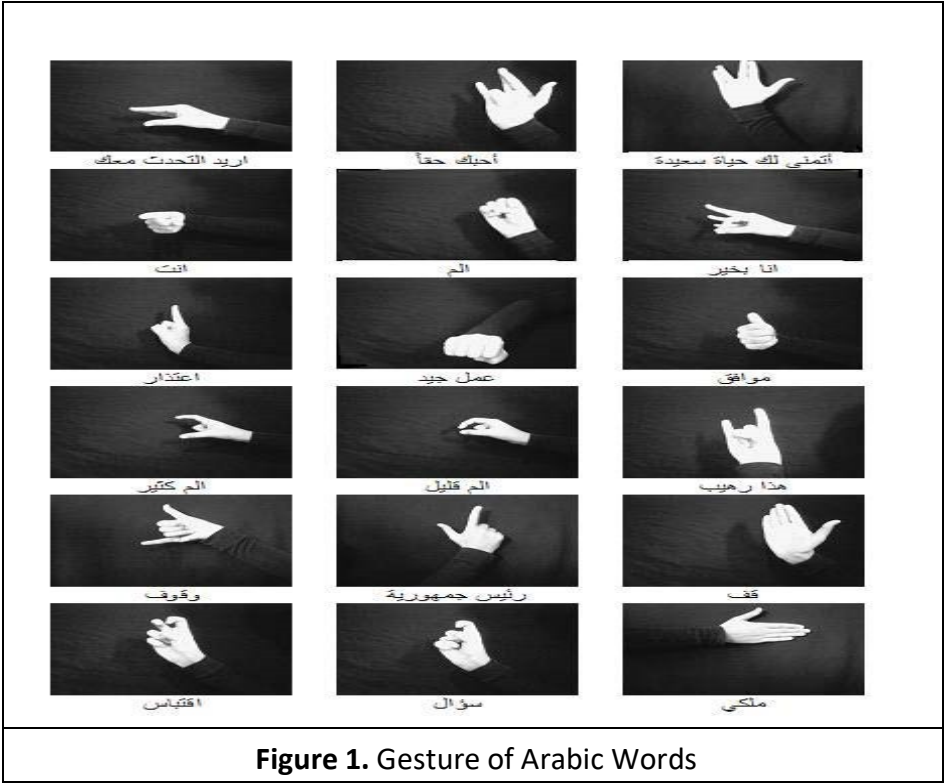 أتمنى لك حياة سعيدة
أحبك حقاً
اريد التحدث معك
انا بخير
الم
انت
موافق
عمل جيد
اعتذار
هذا رهيب
الم قليل
الم كثير
قف
رئيس جمهورية
وقوف
ملكي
سؤال
اقتباس
Figure 1. Gesture of Arabic Words